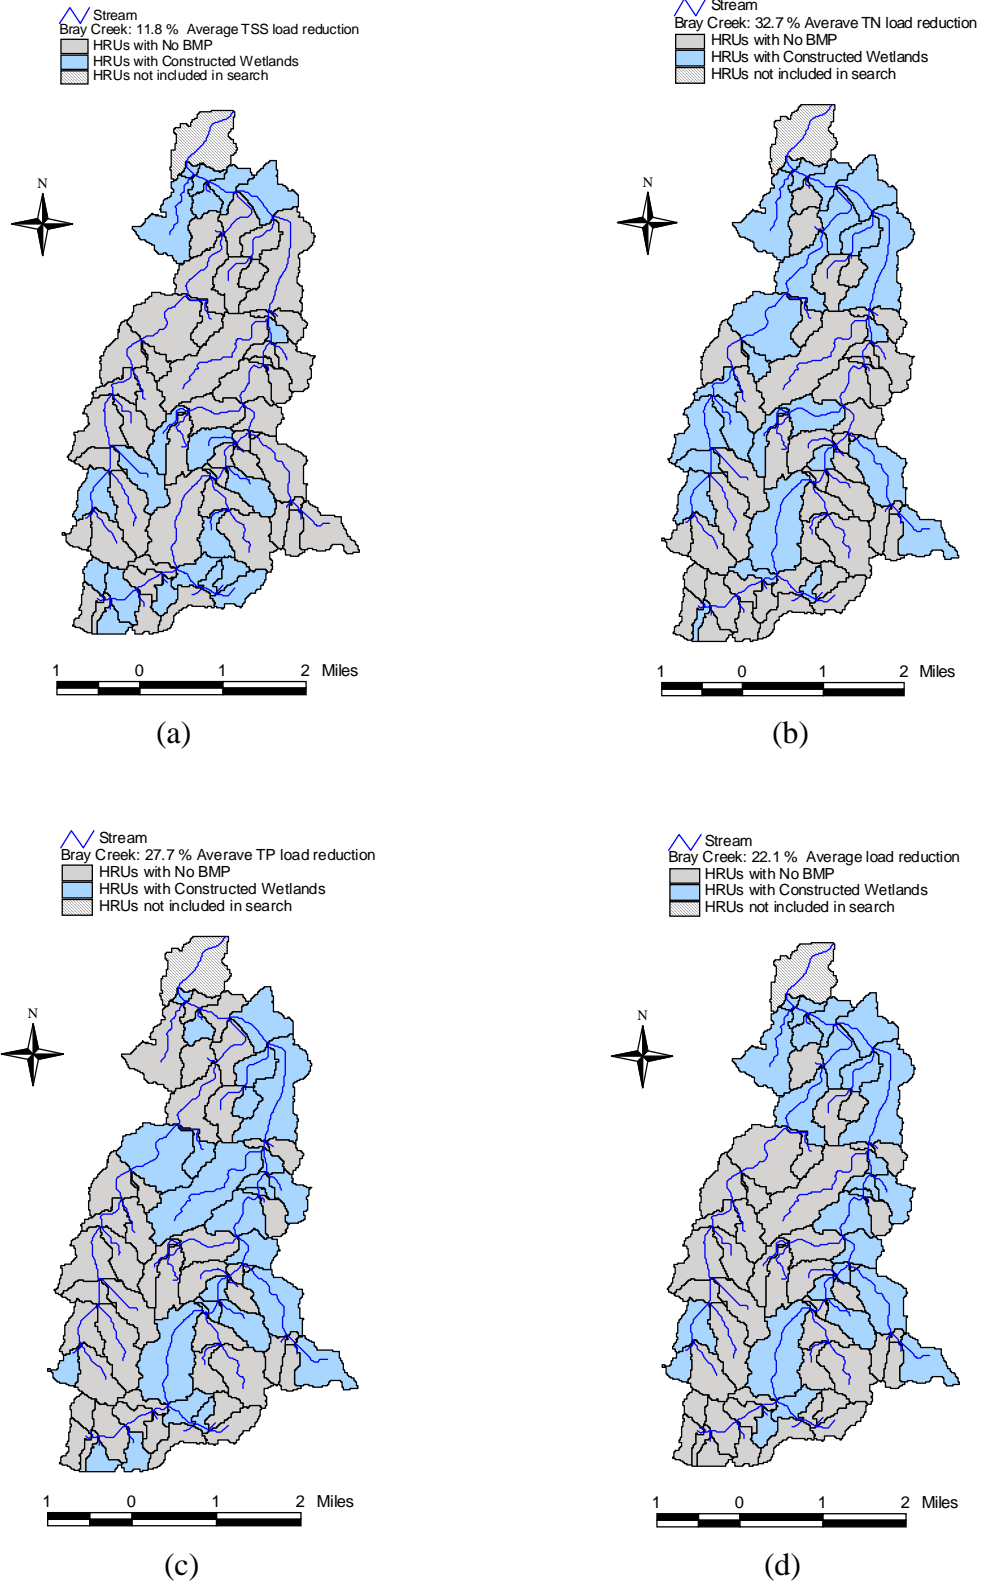 Stream
Bray Creek: 11.8 % Average TSS load reduction
HRUs with No BMP
HRUs with Constructed Wetlands
HRUs not included in search
N
1 0 1 2 Miles
(a)
Stream
Bray Creek: 32.7 % Averave TN load reduction
HRUs with No BMP
HRUs with Constructed Wetlands
HRUs not included in search
N
1 0 1 2 Miles
(b)
Stream
Bray Creek: 27.7 % Averave TP load reduction
HRUs with No BMP
HRUs with Constructed Wetlands
HRUs not included in search
N
1 0 1 2 Miles
(c)
Stream
Bray Creek: 22.1 % Average load reduction
HRUs with No BMP
HRUs with Constructed Wetlands
HRUs not included in search
N
1 0 1 2 Miles
(d)